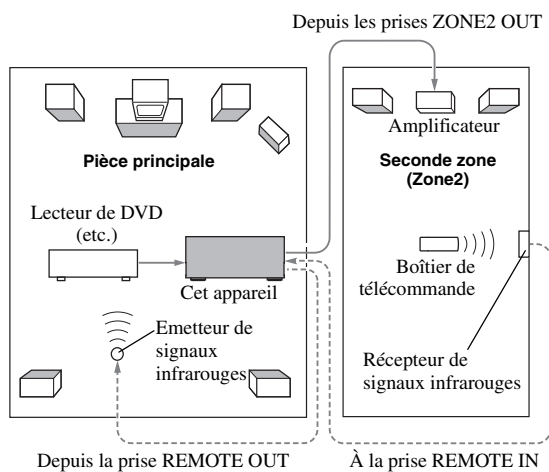 Depuis les prises ZONE2 OUT
Amplificateur
Pièce principale
Seconde zone
(Zone2)
Lecteur de DVD
(etc.)
Cet appareil
Boîtier de
télécommande
Emetteur de
signaux
infrarouges
Récepteur de
signaux infrarouges
Depuis la prise REMOTE OUT
À la prise REMOTE IN